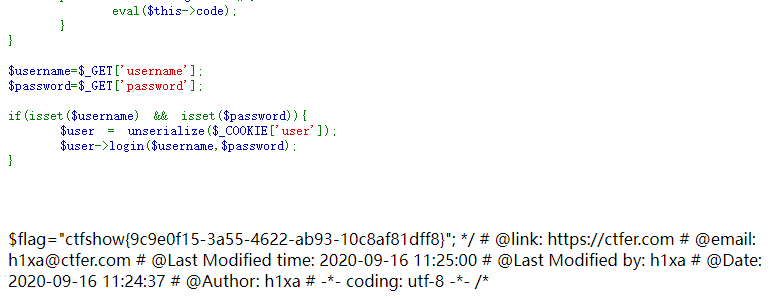 eval($this->code);
}
}
$username=$_GET['username'];
$password=$_GET['password'];
if(isset($username) && isset($password)){
$user = unserialize($_COOKIE['user']);
$user->login($username,$password);
}
$flag="ctfshow{9c9e0f15-3a55-4622-ab93-10c8af81dff8}"; */ # @link: https://ctfer.com # @email:
h1xa@ctfer.com # @Last Modified time: 2020-09-16 11:25:00 # @Last Modified by: h1xa # @Date:
2020-09-16 11:24:37 # @Author: h1xa # -*- coding: utf-8 -*- /*